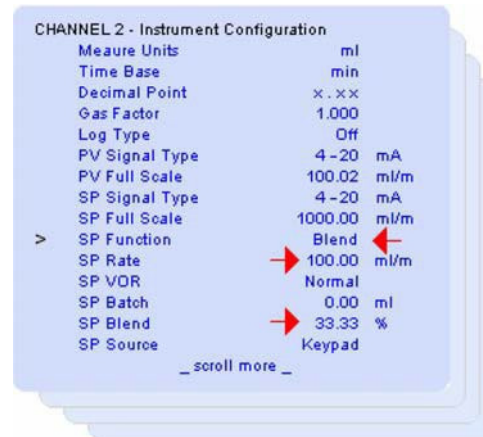 CHANNEL 2 - Instrument Configuration
Meaure Units ml
Time Base min
Decimal Point x.xx
Gas Factor 1.000
Log Type Off
PV Signal Type 4-20 mA
PV Full Scale 100.02 ml/m
SP Signal Type 4-20 mA
SP Full Scale 1000.00 ml/m
> SP Function Blend
SP Rate 100.00 ml/m
SP VOR Normal
SP Batch 0.00 ml
SP Blend 33.33 %
SP Source Keypad
_ scroll more _